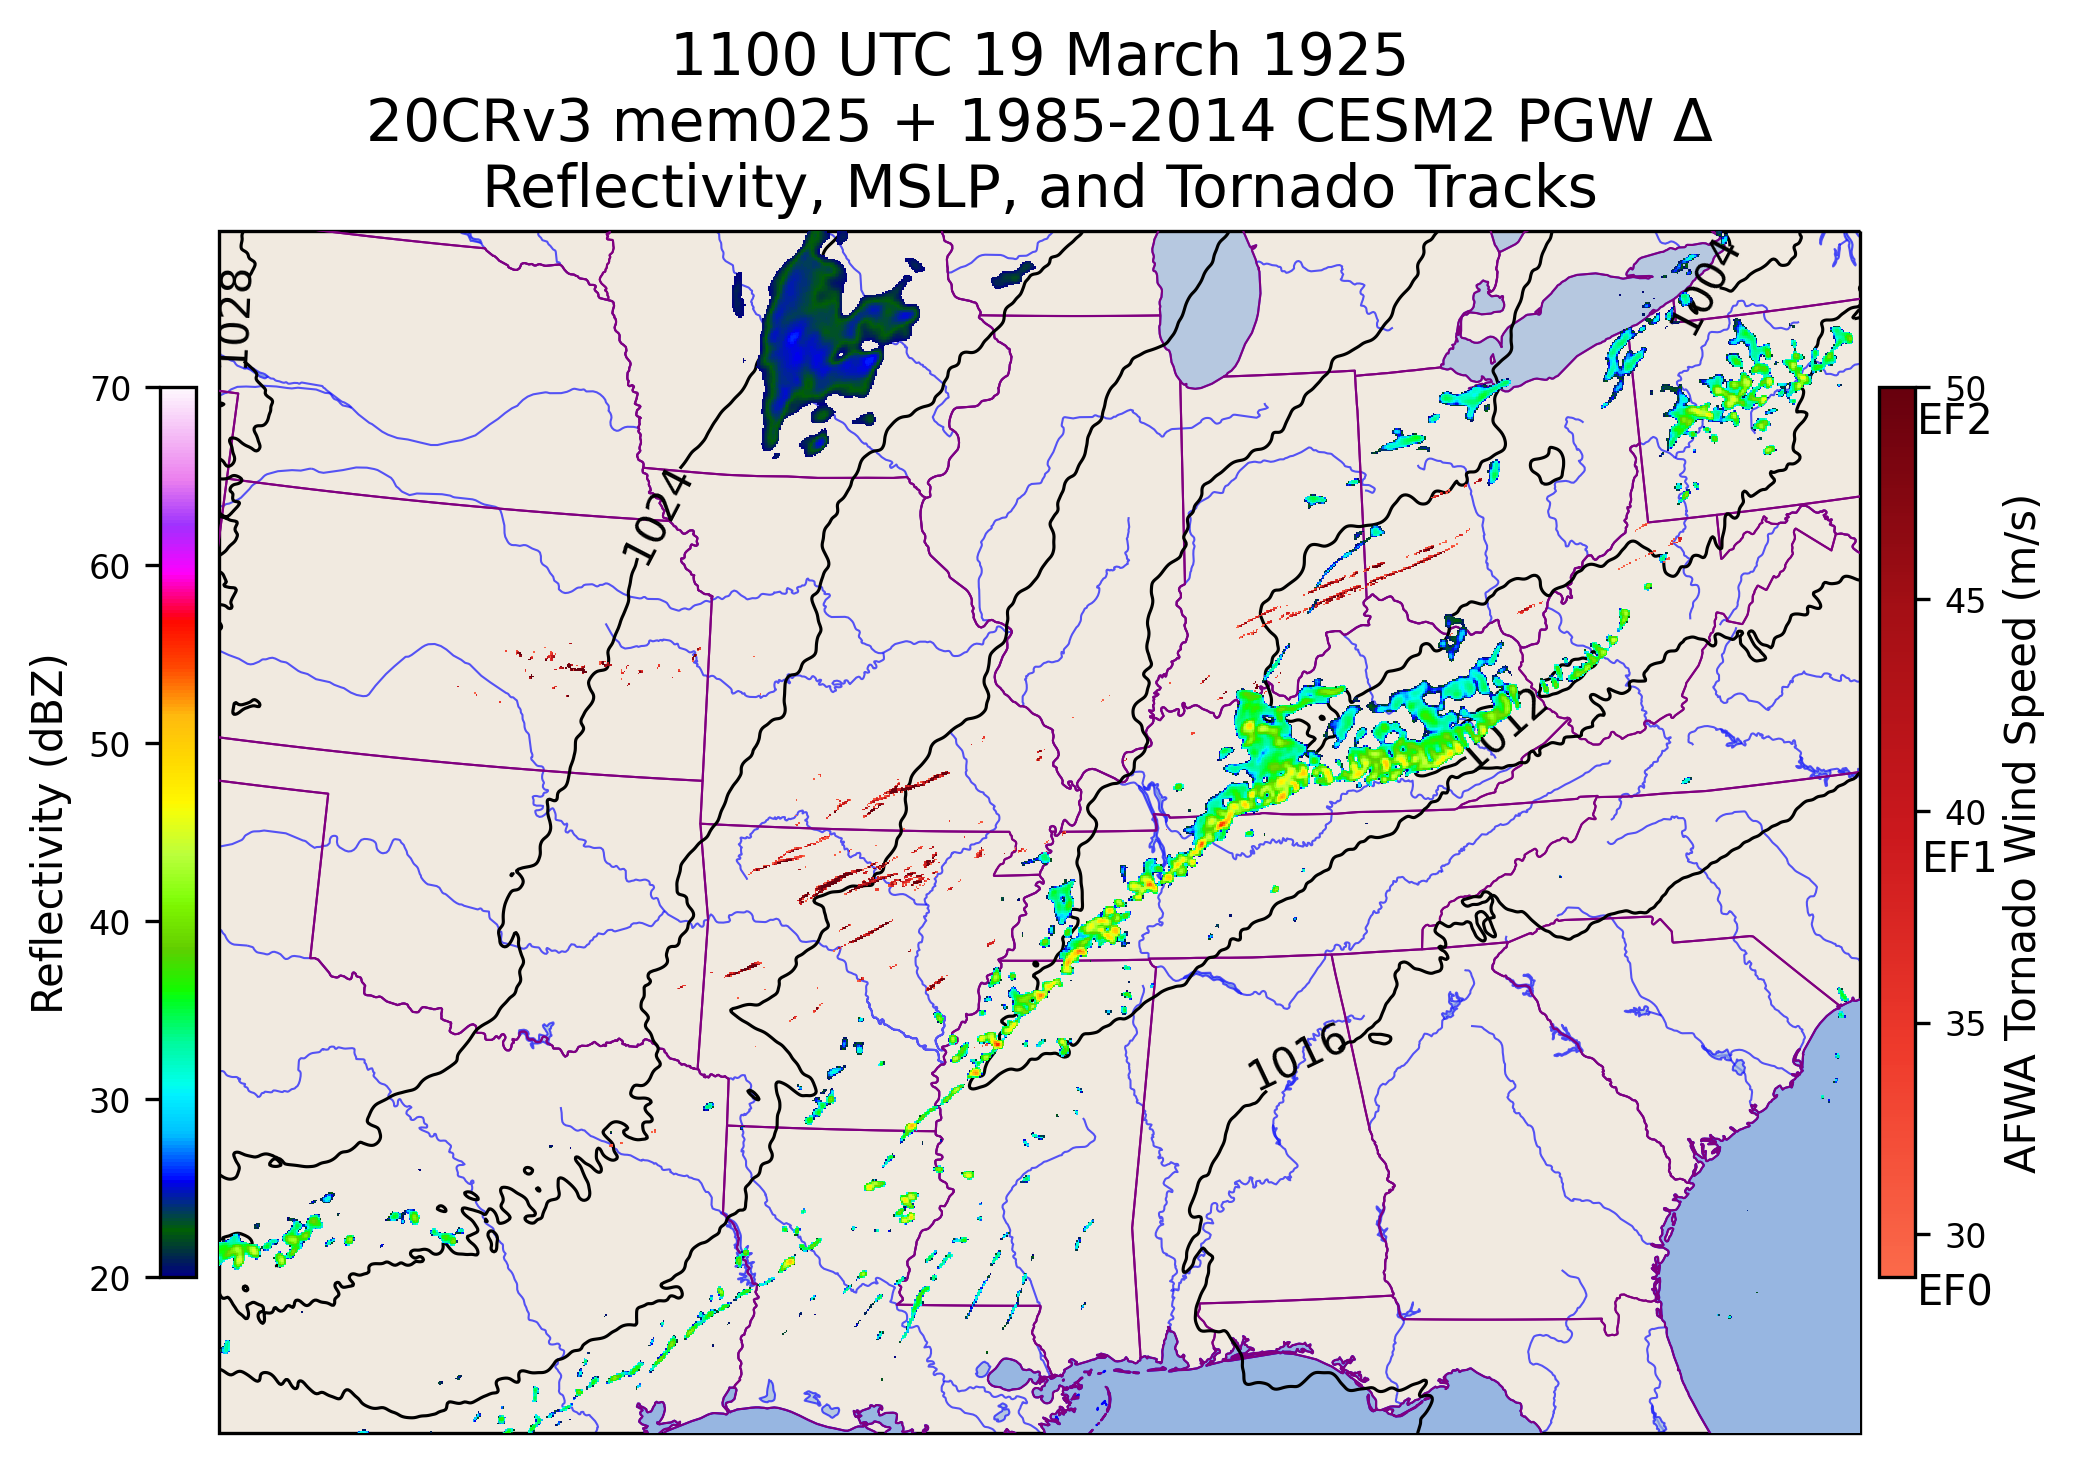 1100 UTC 19 March 1925
20CRv3 mem025 + 1985-2014 CESM2 PGW Δ
Reflectivity, MSLP, and Tornado Tracks
1028
1004
1024
1012
1016
70
60
50
40
30
20
Reflectivity (dBZ)
50
EF2
45
40
EF1
35
30
EF0
AFWA Tornado Wind Speed (m/s)